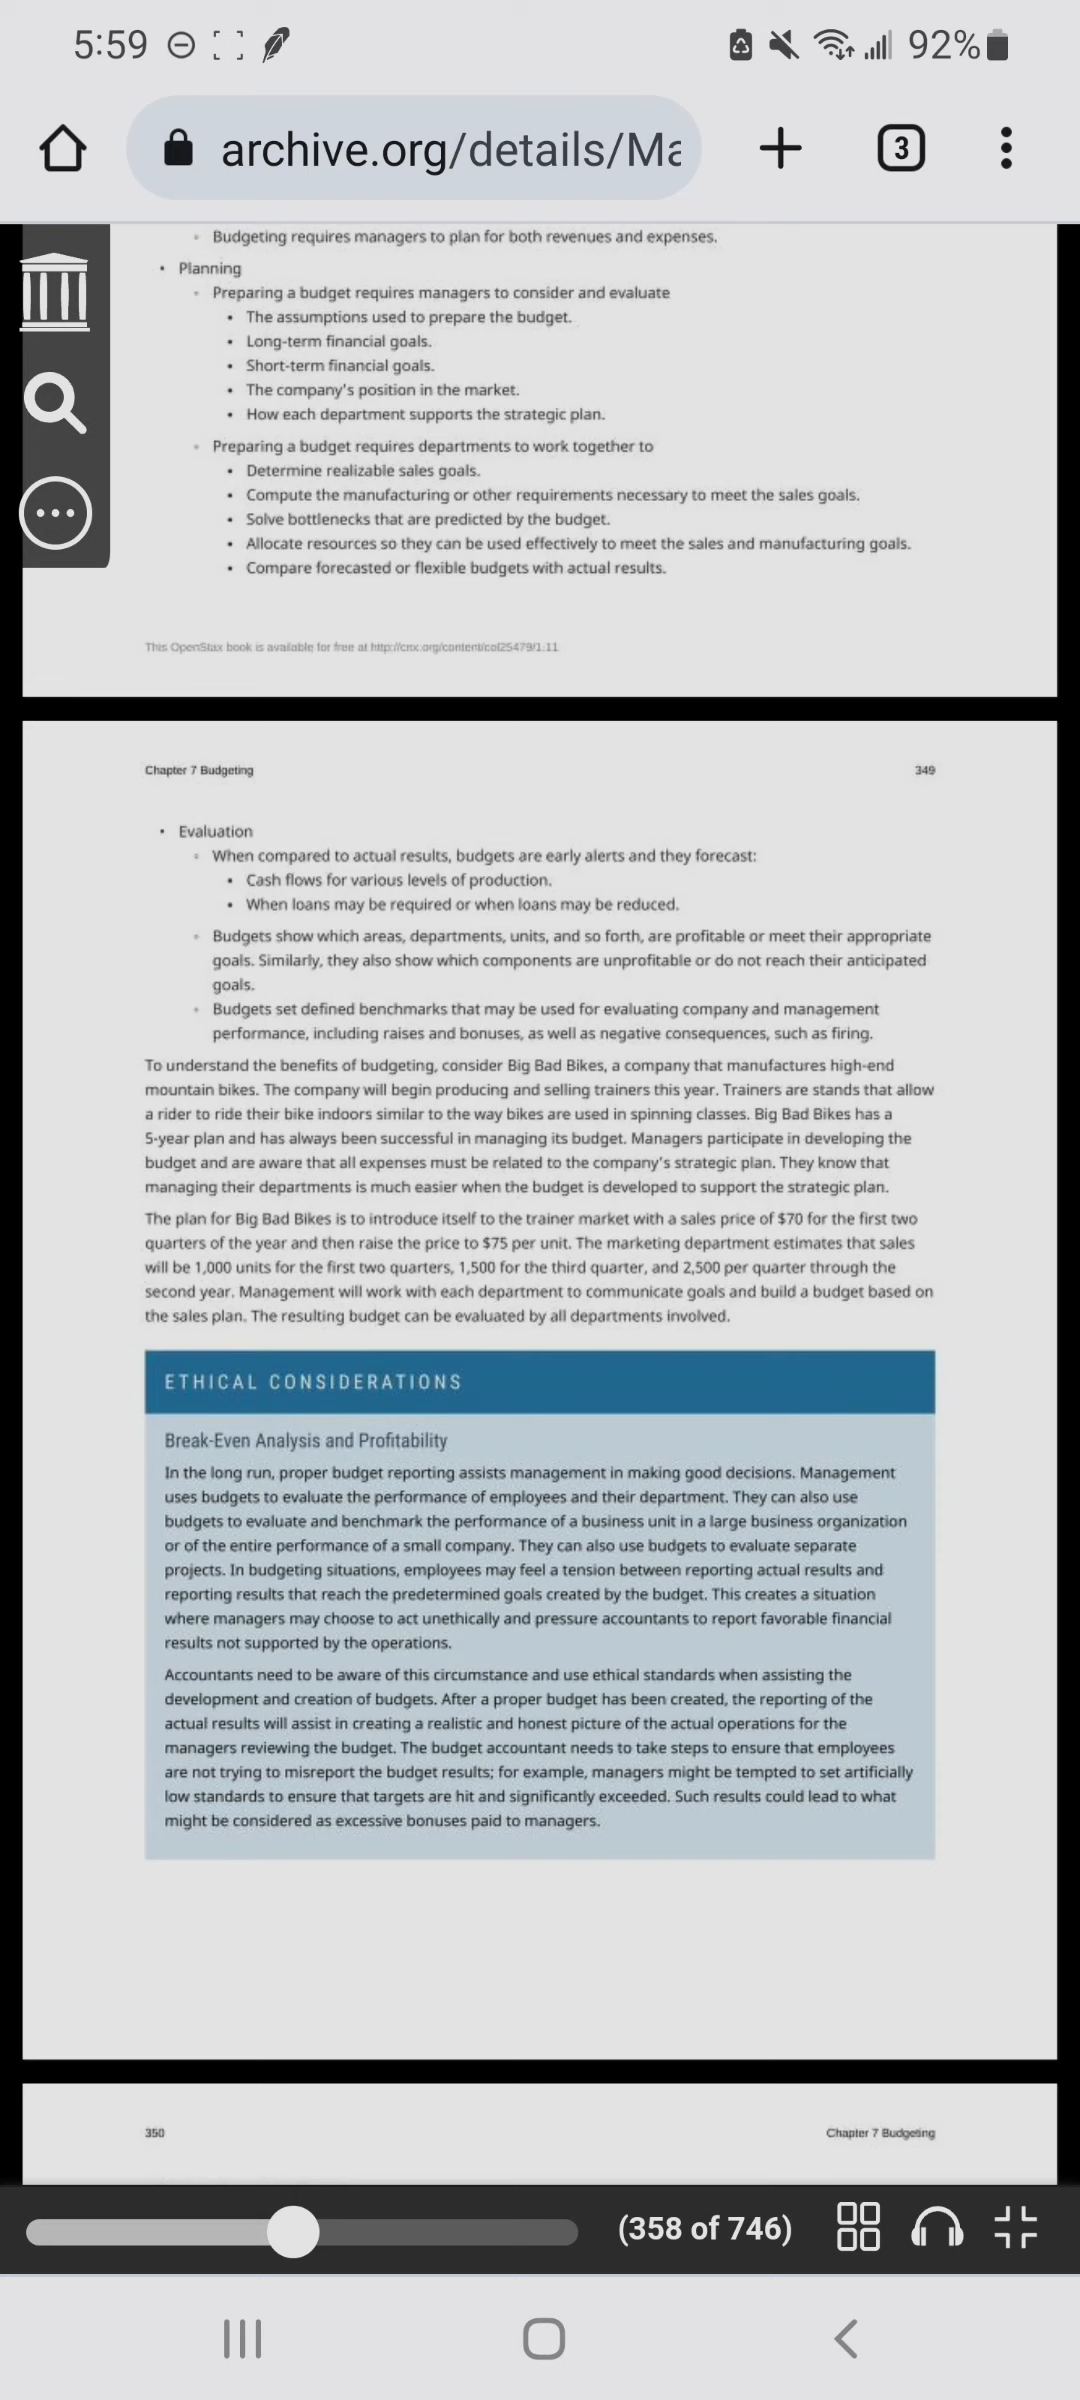 5:59
92%
archive.org/details/Ma
3
◦ Budgeting requires managers to plan for both revenues and expenses.
• Planning
◦ Preparing a budget requires managers to consider and evaluate
• The assumptions used to prepare the budget.
• Long-term financial goals.
• Short-term financial goals.
• The company's position in the market.
• How each department supports the strategic plan.
◦ Preparing a budget requires departments to work together to
• Determine realizable sales goals.
• Compute the manufacturing or other requirements necessary to meet the sales goals.
• Solve bottlenecks that are predicted by the budget.
• Allocate resources so they can be used effectively to meet the sales and manufacturing goals.
• Compare forecasted or flexible budgets with actual results.
This OpenStax book is available for free at http://cnx.org/content/col25479/1.11
Chapter 7 Budgeting 349
• Evaluation
◦ When compared to actual results, budgets are early alerts and they forecast:
• Cash flows for various levels of production.
• When loans may be required or when loans may be reduced.
◦ Budgets show which areas, departments, units, and so forth, are profitable or meet their appropriate
goals. Similarly, they also show which components are unprofitable or do not reach their anticipated
goals.
◦ Budgets set defined benchmarks that may be used for evaluating company and management
performance, including raises and bonuses, as well as negative consequences, such as firing.
To understand the benefits of budgeting, consider Big Bad Bikes, a company that manufactures high-end
mountain bikes. The company will begin producing and selling trainers this year. Trainers are stands that allow
a rider to ride their bike indoors similar to the way bikes are used in spinning classes. Big Bad Bikes has a
5-year plan and has always been successful in managing its budget. Managers participate in developing the
budget and are aware that all expenses must be related to the company's strategic plan. They know that
managing their departments is much easier when the budget is developed to support the strategic plan.
The plan for Big Bad Bikes is to introduce itself to the trainer market with a sales price of $70 for the first two
quarters of the year and then raise the price to $75 per unit. The marketing department estimates that sales
will be 1,000 units for the first two quarters, 1,500 for the third quarter, and 2,500 per quarter through the
second year. Management will work with each department to communicate goals and build a budget based on
the sales plan. The resulting budget can be evaluated by all departments involved.
ETHICAL CONSIDERATIONS
Break-Even Analysis and Profitability
In the long run, proper budget reporting assists management in making good decisions. Management
uses budgets to evaluate the performance of employees and their department. They can also use
budgets to evaluate and benchmark the performance of a business unit in a large business organization
or of the entire performance of a small company. They can also use budgets to evaluate separate
projects. In budgeting situations, employees may feel a tension between reporting actual results and
reporting results that reach the predetermined goals created by the budget. This creates a situation
where managers may choose to act unethically and pressure accountants to report favorable financial
results not supported by the operations.
Accountants need to be aware of this circumstance and use ethical standards when assisting the
development and creation of budgets. After a proper budget has been created, the reporting of the
actual results will assist in creating a realistic and honest picture of the actual operations for the
managers reviewing the budget. The budget accountant needs to take steps to ensure that employees
are not trying to misreport the budget results; for example, managers might be tempted to set artificially
low standards to ensure that targets are hit and significantly exceeded. Such results could lead to what
might be considered as excessive bonuses paid to managers.
350 Chapter 7 Budgeting
(358 of 746)